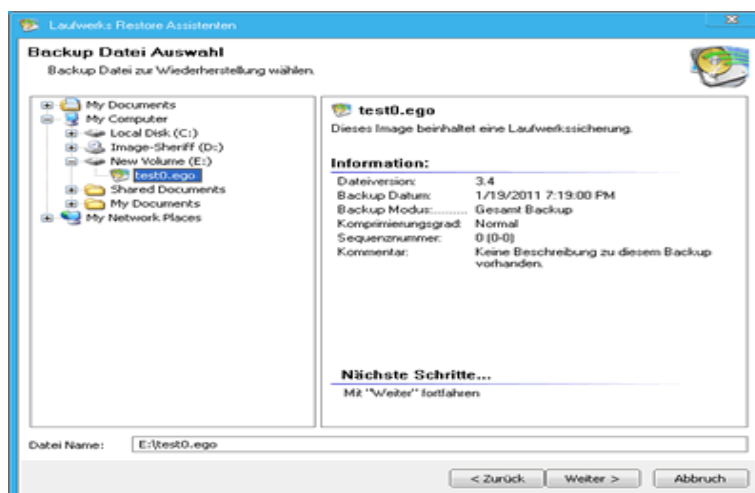 Laufwerks Restore Assistenten
Backup Datei Auswahl
Backup Datei zur Wiederherstellung wählen.
My Documents
My Computer
Local Disk (C:)
Image-Sheriff (D:)
New Volume (E:)
test0.ego
Shared Documents
My Documents
My Network Places
test0.ego
Dieses Image beinhaltet eine Laufwerkssicherung.
Information:
Dateiversion: 3.4
Backup Datum: 1/19/2011 7:19:00 PM
Backup Modus:......... Gesamt Backup
Komprimierungsgrad: Normal
Sequenznummer: 0 (0-0)
Kommentar: Keine Beschreibung zu diesem Backup
vorhanden.
Nächste Schritte...
Mit "Weiter" fortfahren
Datei Name: E:\test0.ego
< Zurück Weiter > Abbruch